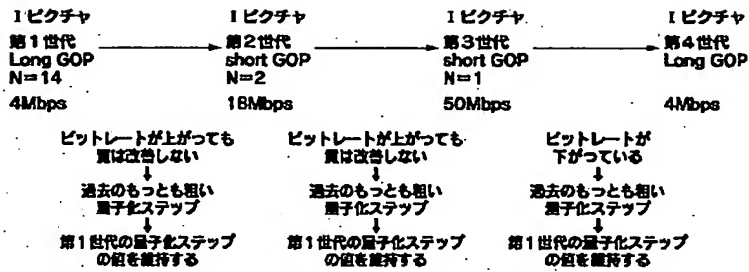 Iピクチャ Iピクチャ Iピクチャ Iピクチャ
第1世代 第2世代 第3世代 第4世代
Long GOP short GOP short GOP Long GOP
N=14 N=2 N=1
4Mbps 18Mbps 50Mbps 4Mbps
ビットレートが上がっても
質は改善しない
↓
過去のもっとも粗い
量子化ステップ
↓
第1世代の量子化ステップ
の値を維持する
ビットレートが上がっても
質は改善しない
↓
過去のもっとも粗い
量子化ステップ
↓
第1世代の量子化ステップ
の値を維持する
ビットレートが
下がっている
↓
過去のもっとも粗い
量子化ステップ
↓
第1世代の量子化ステップ
の値を維持する